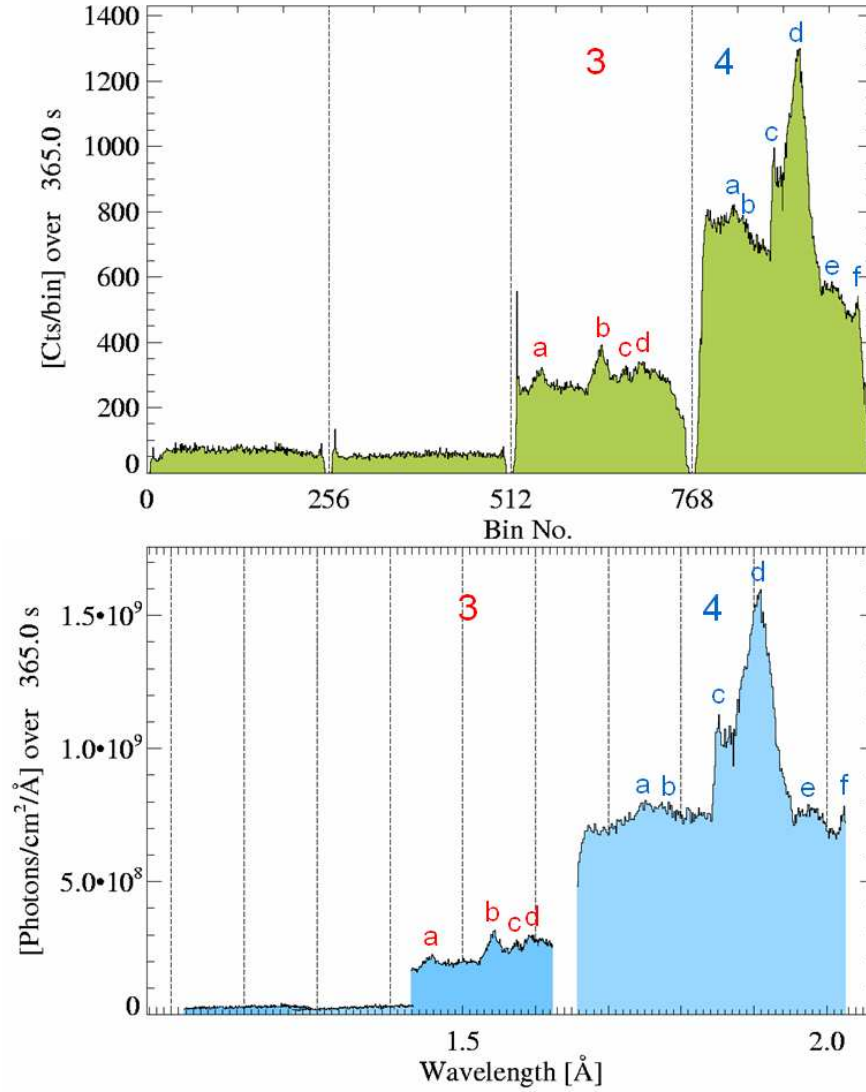 1400
1200
1000
800
600
400
200
0
[Cts/bin] over 365.0 s
3
4
a
b
c
d
a
b
c
d
e
f
0
256
512
768
Bin No.
1.5•10⁹
1.0•10⁹
5.0•10⁸
0
[Photons/cm²/Å] over 365.0 s
3
4
a
b
c
d
a
b
c
d
e
f
1.5
2.0
Wavelength [Å]